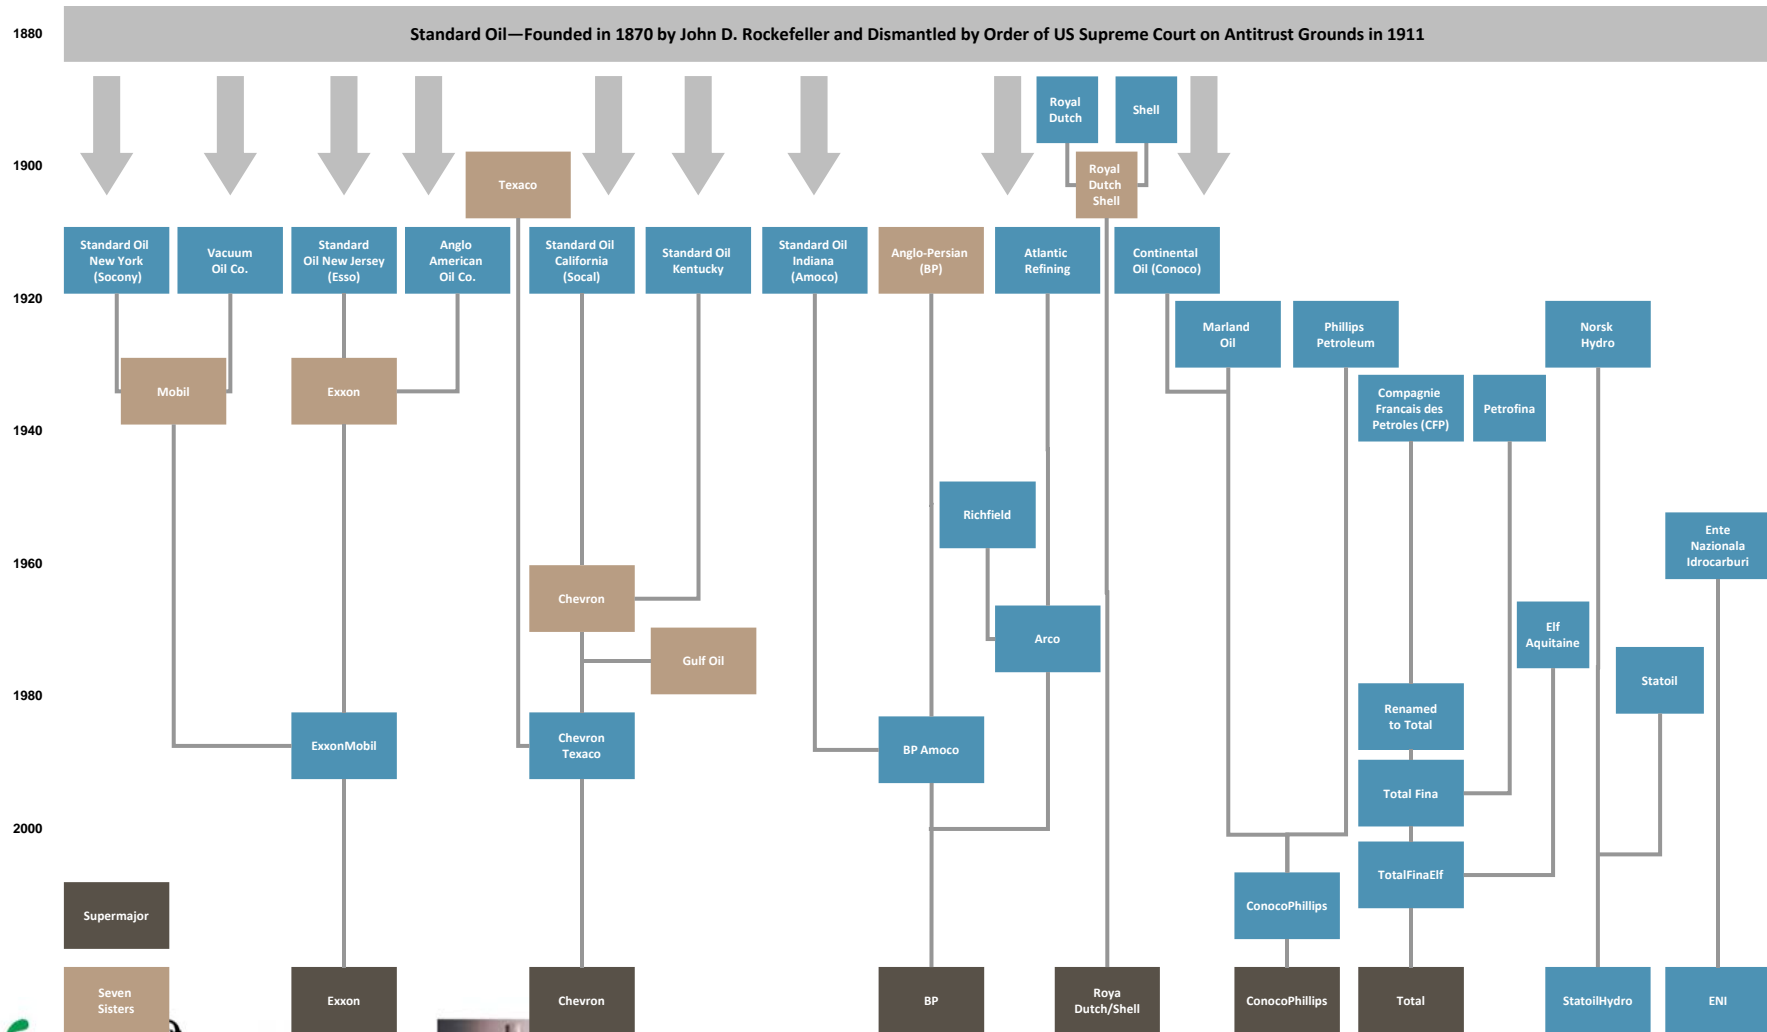 1880
Standard Oil—Founded in 1870 by John D. Rockefeller and Dismantled by Order of US Supreme Court on Antitrust Grounds in 1911
Royal
Dutch
Shell
1900
Texaco
Royal
Dutch
Shell
Standard Oil
New York
(Socony)
Vacuum
Oil Co.
Standard
Oil New Jersey
(Esso)
Anglo
American
Oil Co.
Standard Oil
California
(Socal)
Standard Oil
Kentucky
Standard Oil
Indiana
(Amoco)
Anglo-Persian
(BP)
Atlantic
Refining
Continental
Oil (Conoco)
1920
Marland
Oil
Phillips
Petroleum
Norsk
Hydro
Mobil
Exxon
Compagnie
Francais des
Petroles (CFP)
Petrofina
1940
Richfield
Ente
Nazionala
Idrocarburi
1960
Chevron
Arco
Elf
Aquitaine
Gulf Oil
Statoil
1980
Renamed
to Total
ExxonMobil
Chevron
Texaco
BP Amoco
Total Fina
2000
TotalFinaElf
ConocoPhillips
Supermajor
Seven
Sisters
Exxon
Chevron
BP
Roya
Dutch/Shell
ConocoPhillips
Total
StatoilHydro
ENI